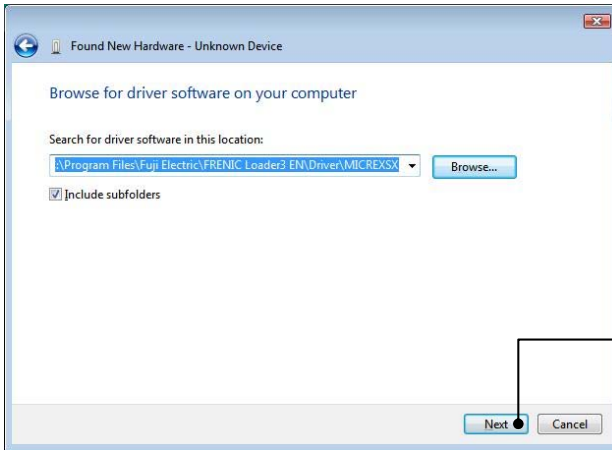 Found New Hardware - Unknown Device
Browse for driver software on your computer
Search for driver software in this location:
:\Program Files\Fuji Electric\FRENIC Loader3 EN\Driver\MICREXSX
Browse...
Include subfolders
Next
Cancel